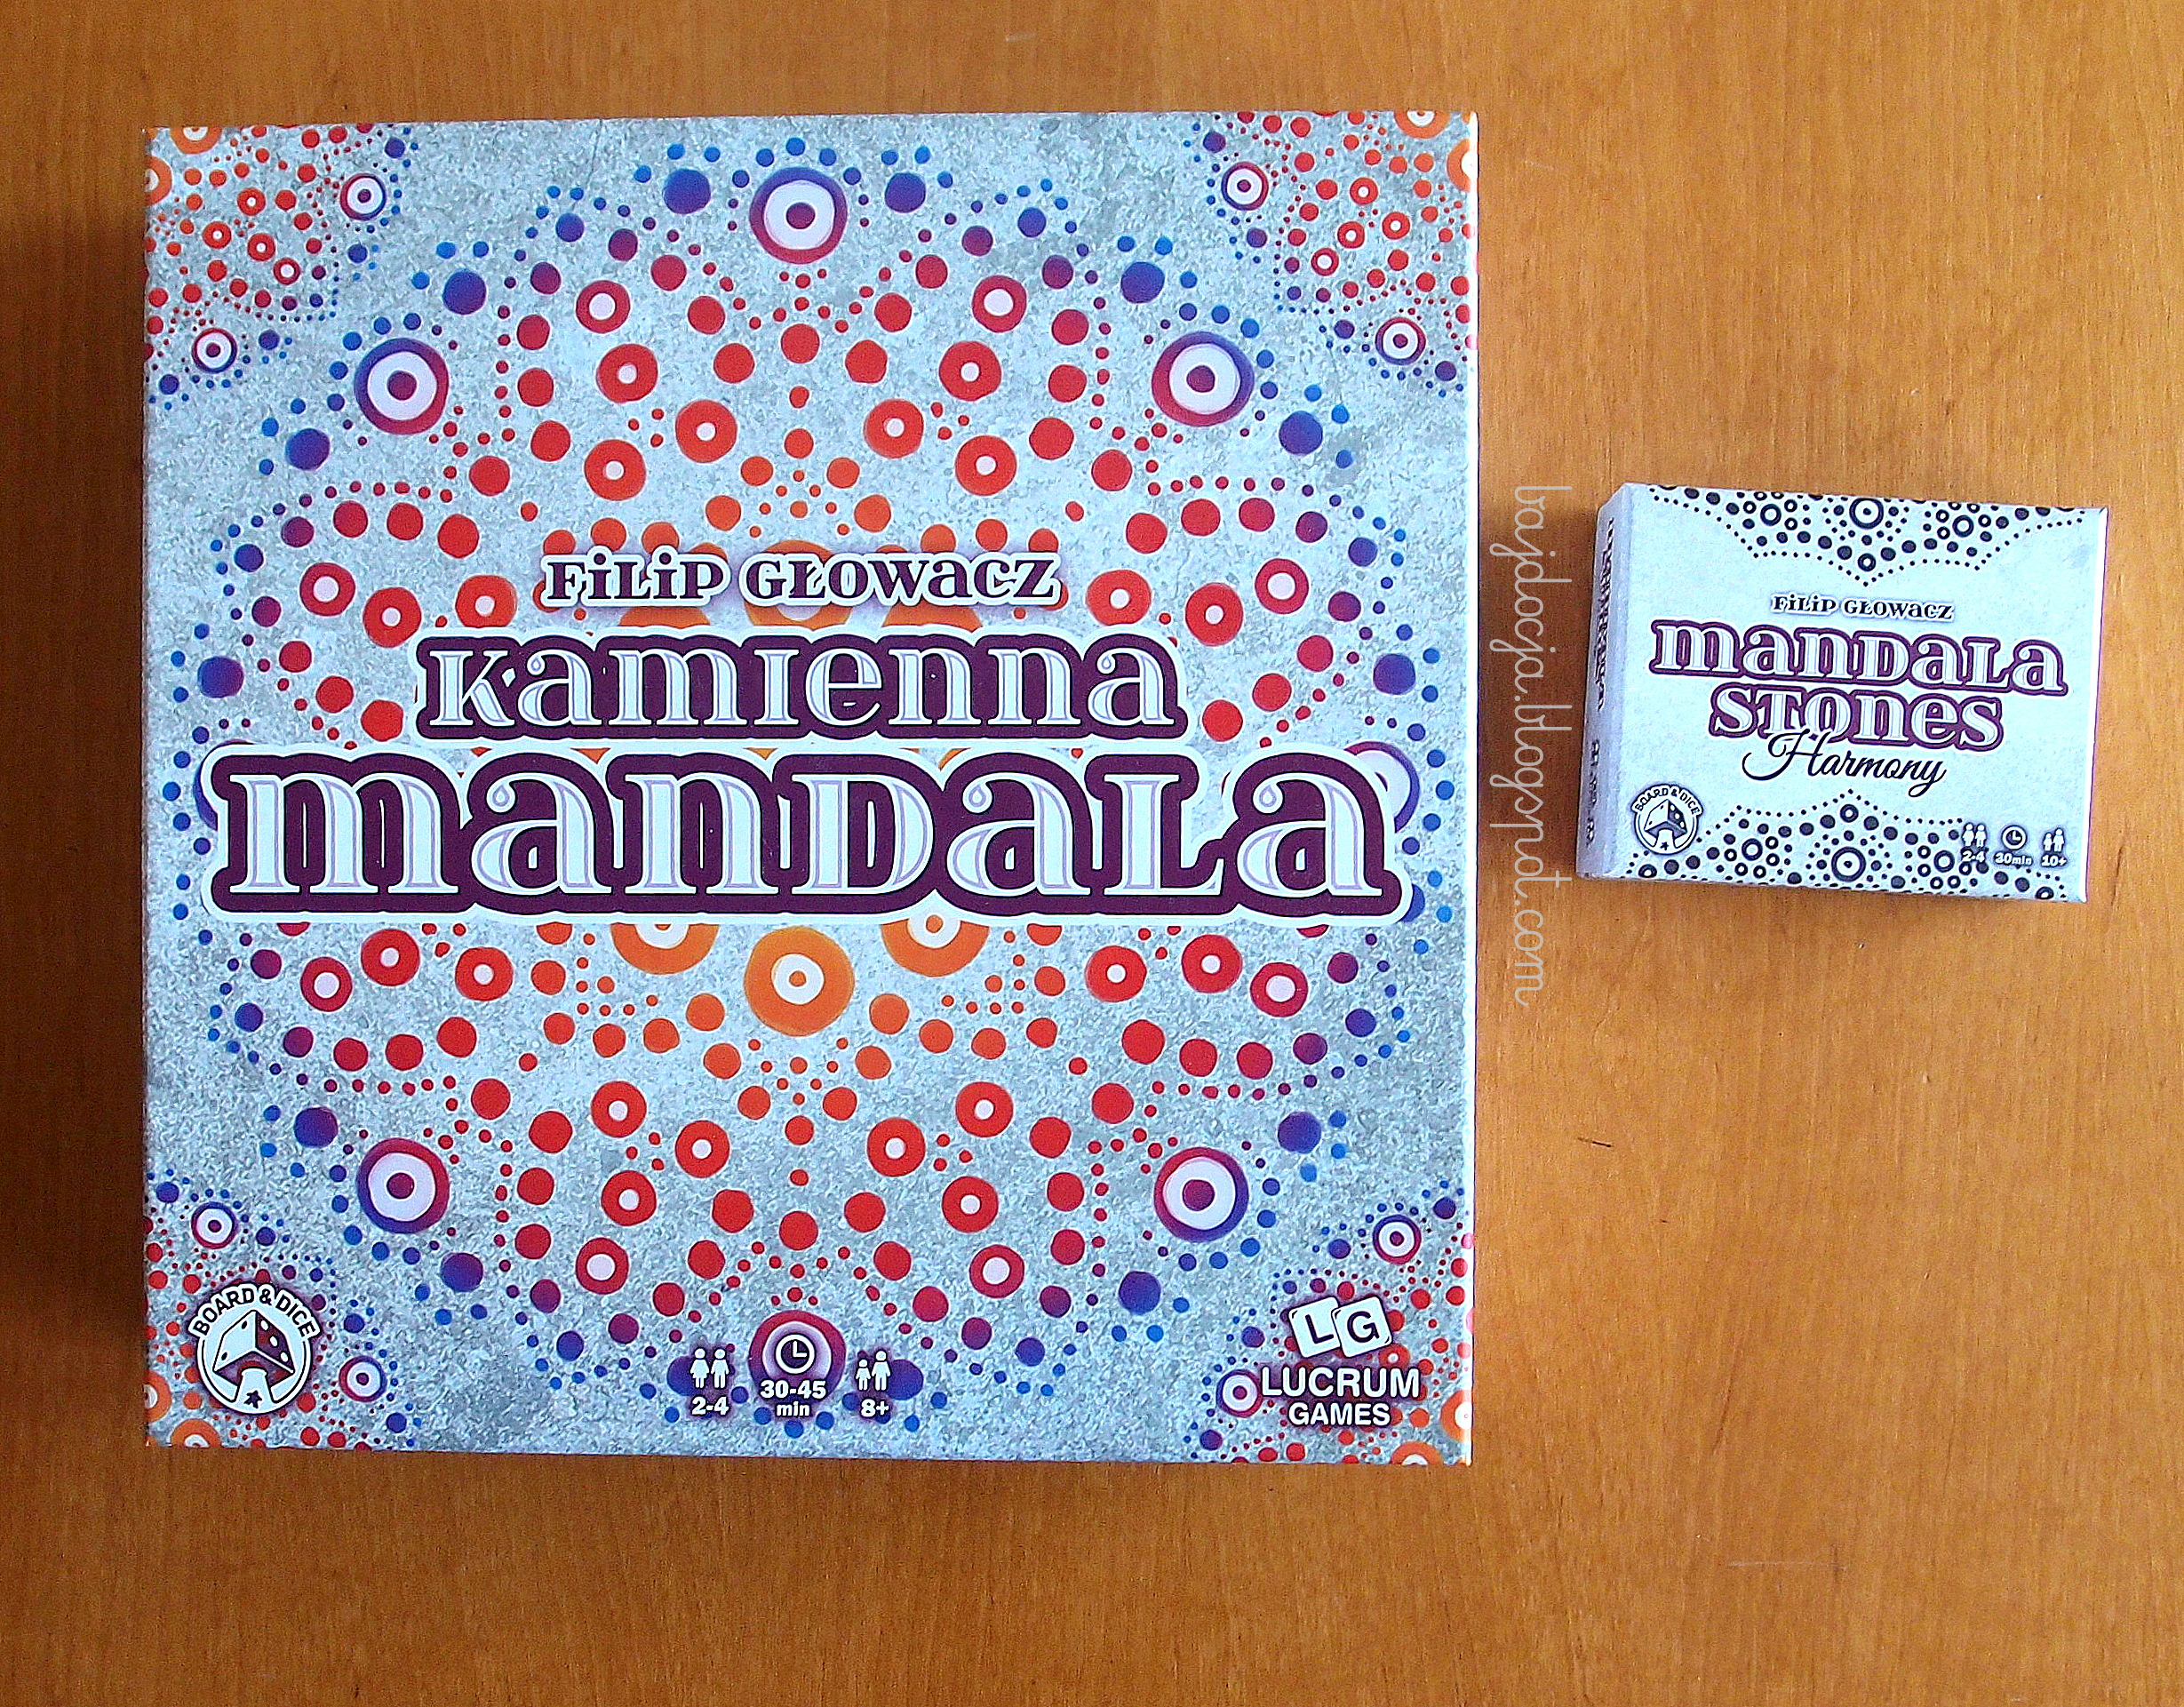 FiLiP GŁOWACZ
Kamienna
mandala
BOARD & DICE
2-4
30-45
min
8+
LG
LUCRUM
GAMES
bajdocja.blogspot.com
FiLiP GŁOWACZ
mandala
STOnes
Harmony
BOARD & DICE
2-4
30min
10+